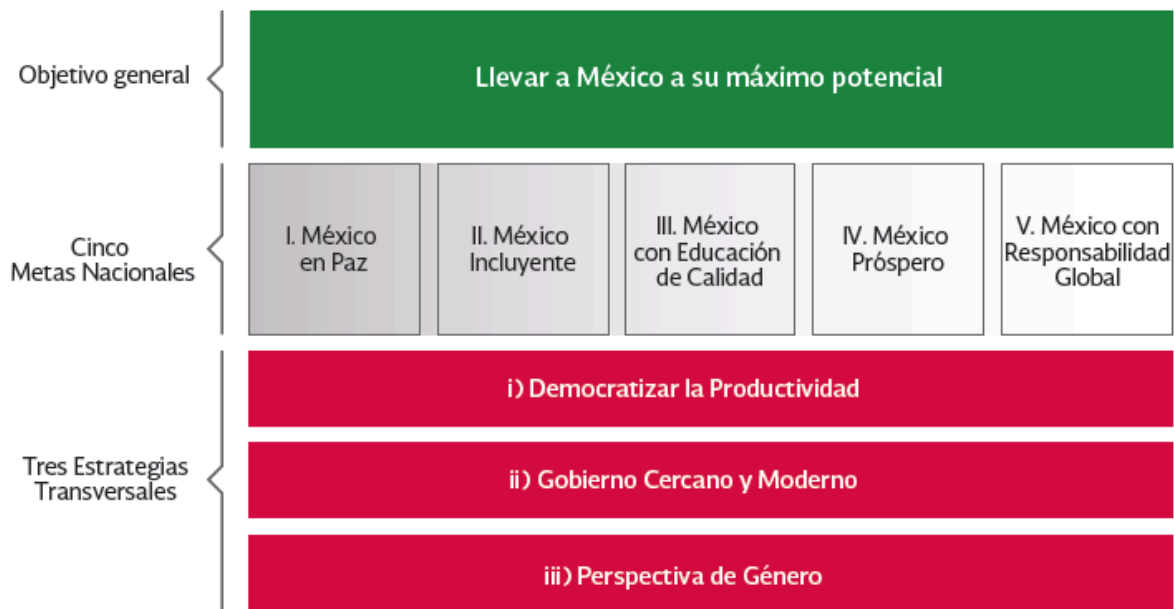 Objetivo general
Llevar a México a su máximo potencial
Cinco
Metas Nacionales
I. México
en Paz
II. México
Incluyente
III. México
con Educación
de Calidad
IV. México
Próspero
V. México con
Responsabilidad
Global
Tres Estrategias
Transversales
i) Democratizar la Productividad
ii) Gobierno Cercano y Moderno
iii) Perspectiva de Género